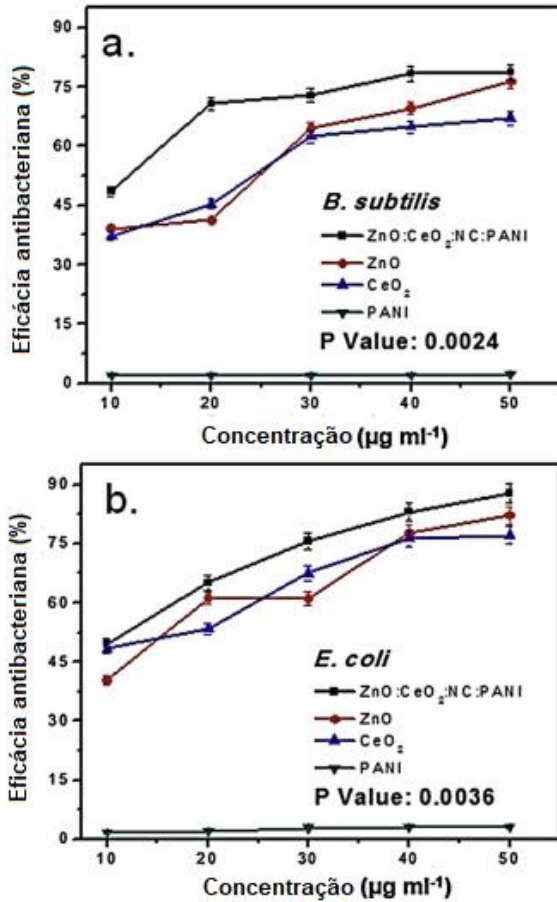 a.
Eficácia antibacteriana (%)
90
75
60
45
30
15
0
B. subtilis
ZnO:CeO₂:NC:PANI
ZnO
CeO₂
PANI
P Value: 0.0024
10 20 30 40 50
Concentração (µg ml⁻¹)
b.
Eficácia antibacteriana (%)
90
75
60
45
30
15
0
E. coli
ZnO:CeO₂:NC:PANI
ZnO
CeO₂
PANI
P Value: 0.0036
10 20 30 40 50
Concentração (µg ml⁻¹)